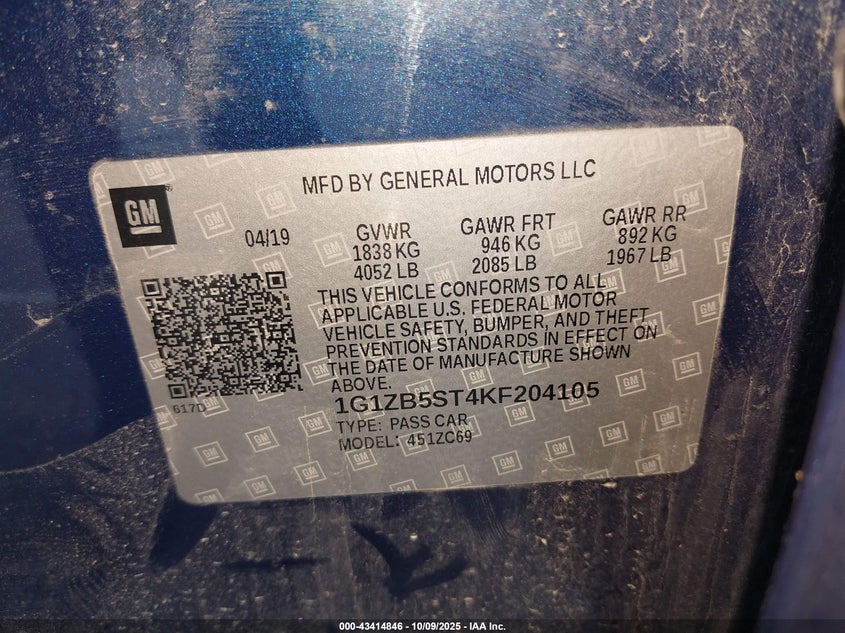 MFD BY GENERAL MOTORS LLC
GM
04/19
GVWR
1838 KG
4052 LB
GAWR FRT
946 KG
2085 LB
GAWR RR
892 KG
1967 LB
THIS VEHICLE CONFORMS TO ALL
APPLICABLE U.S. FEDERAL MOTOR
VEHICLE SAFETY, BUMPER, AND THEFT
PREVENTION STANDARDS IN EFFECT ON
THE DATE OF MANUFACTURE SHOWN
ABOVE.
617D
1G1ZB5ST4KF204105
TYPE: PASS CAR
MODEL: 451ZC69
000-43414846 - 10/09/2025 - IAA Inc.